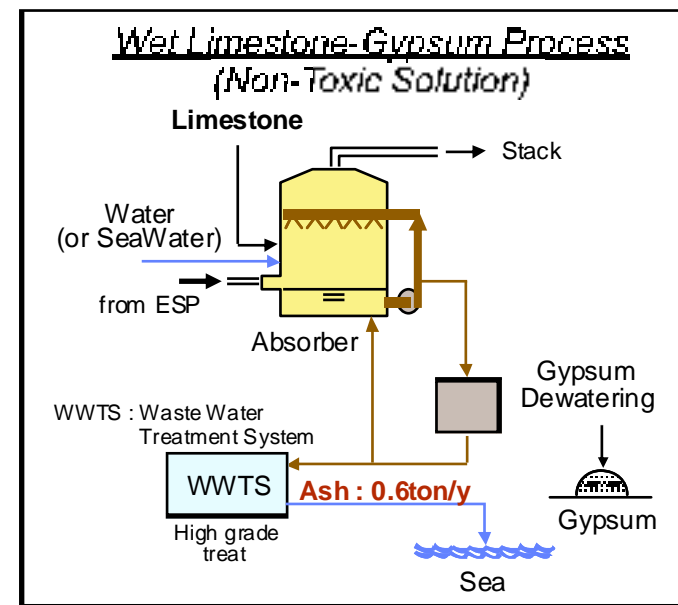 Wet Limestone-Gypsum Process
(Non-Toxic Solution)
Limestone
Stack
Water
(or SeaWater)
from ESP
Absorber
Gypsum
Dewatering
WWTS : Waste Water
Treatment System
WWTS
Ash : 0.6ton/y
High grade
treat
Gypsum
Sea